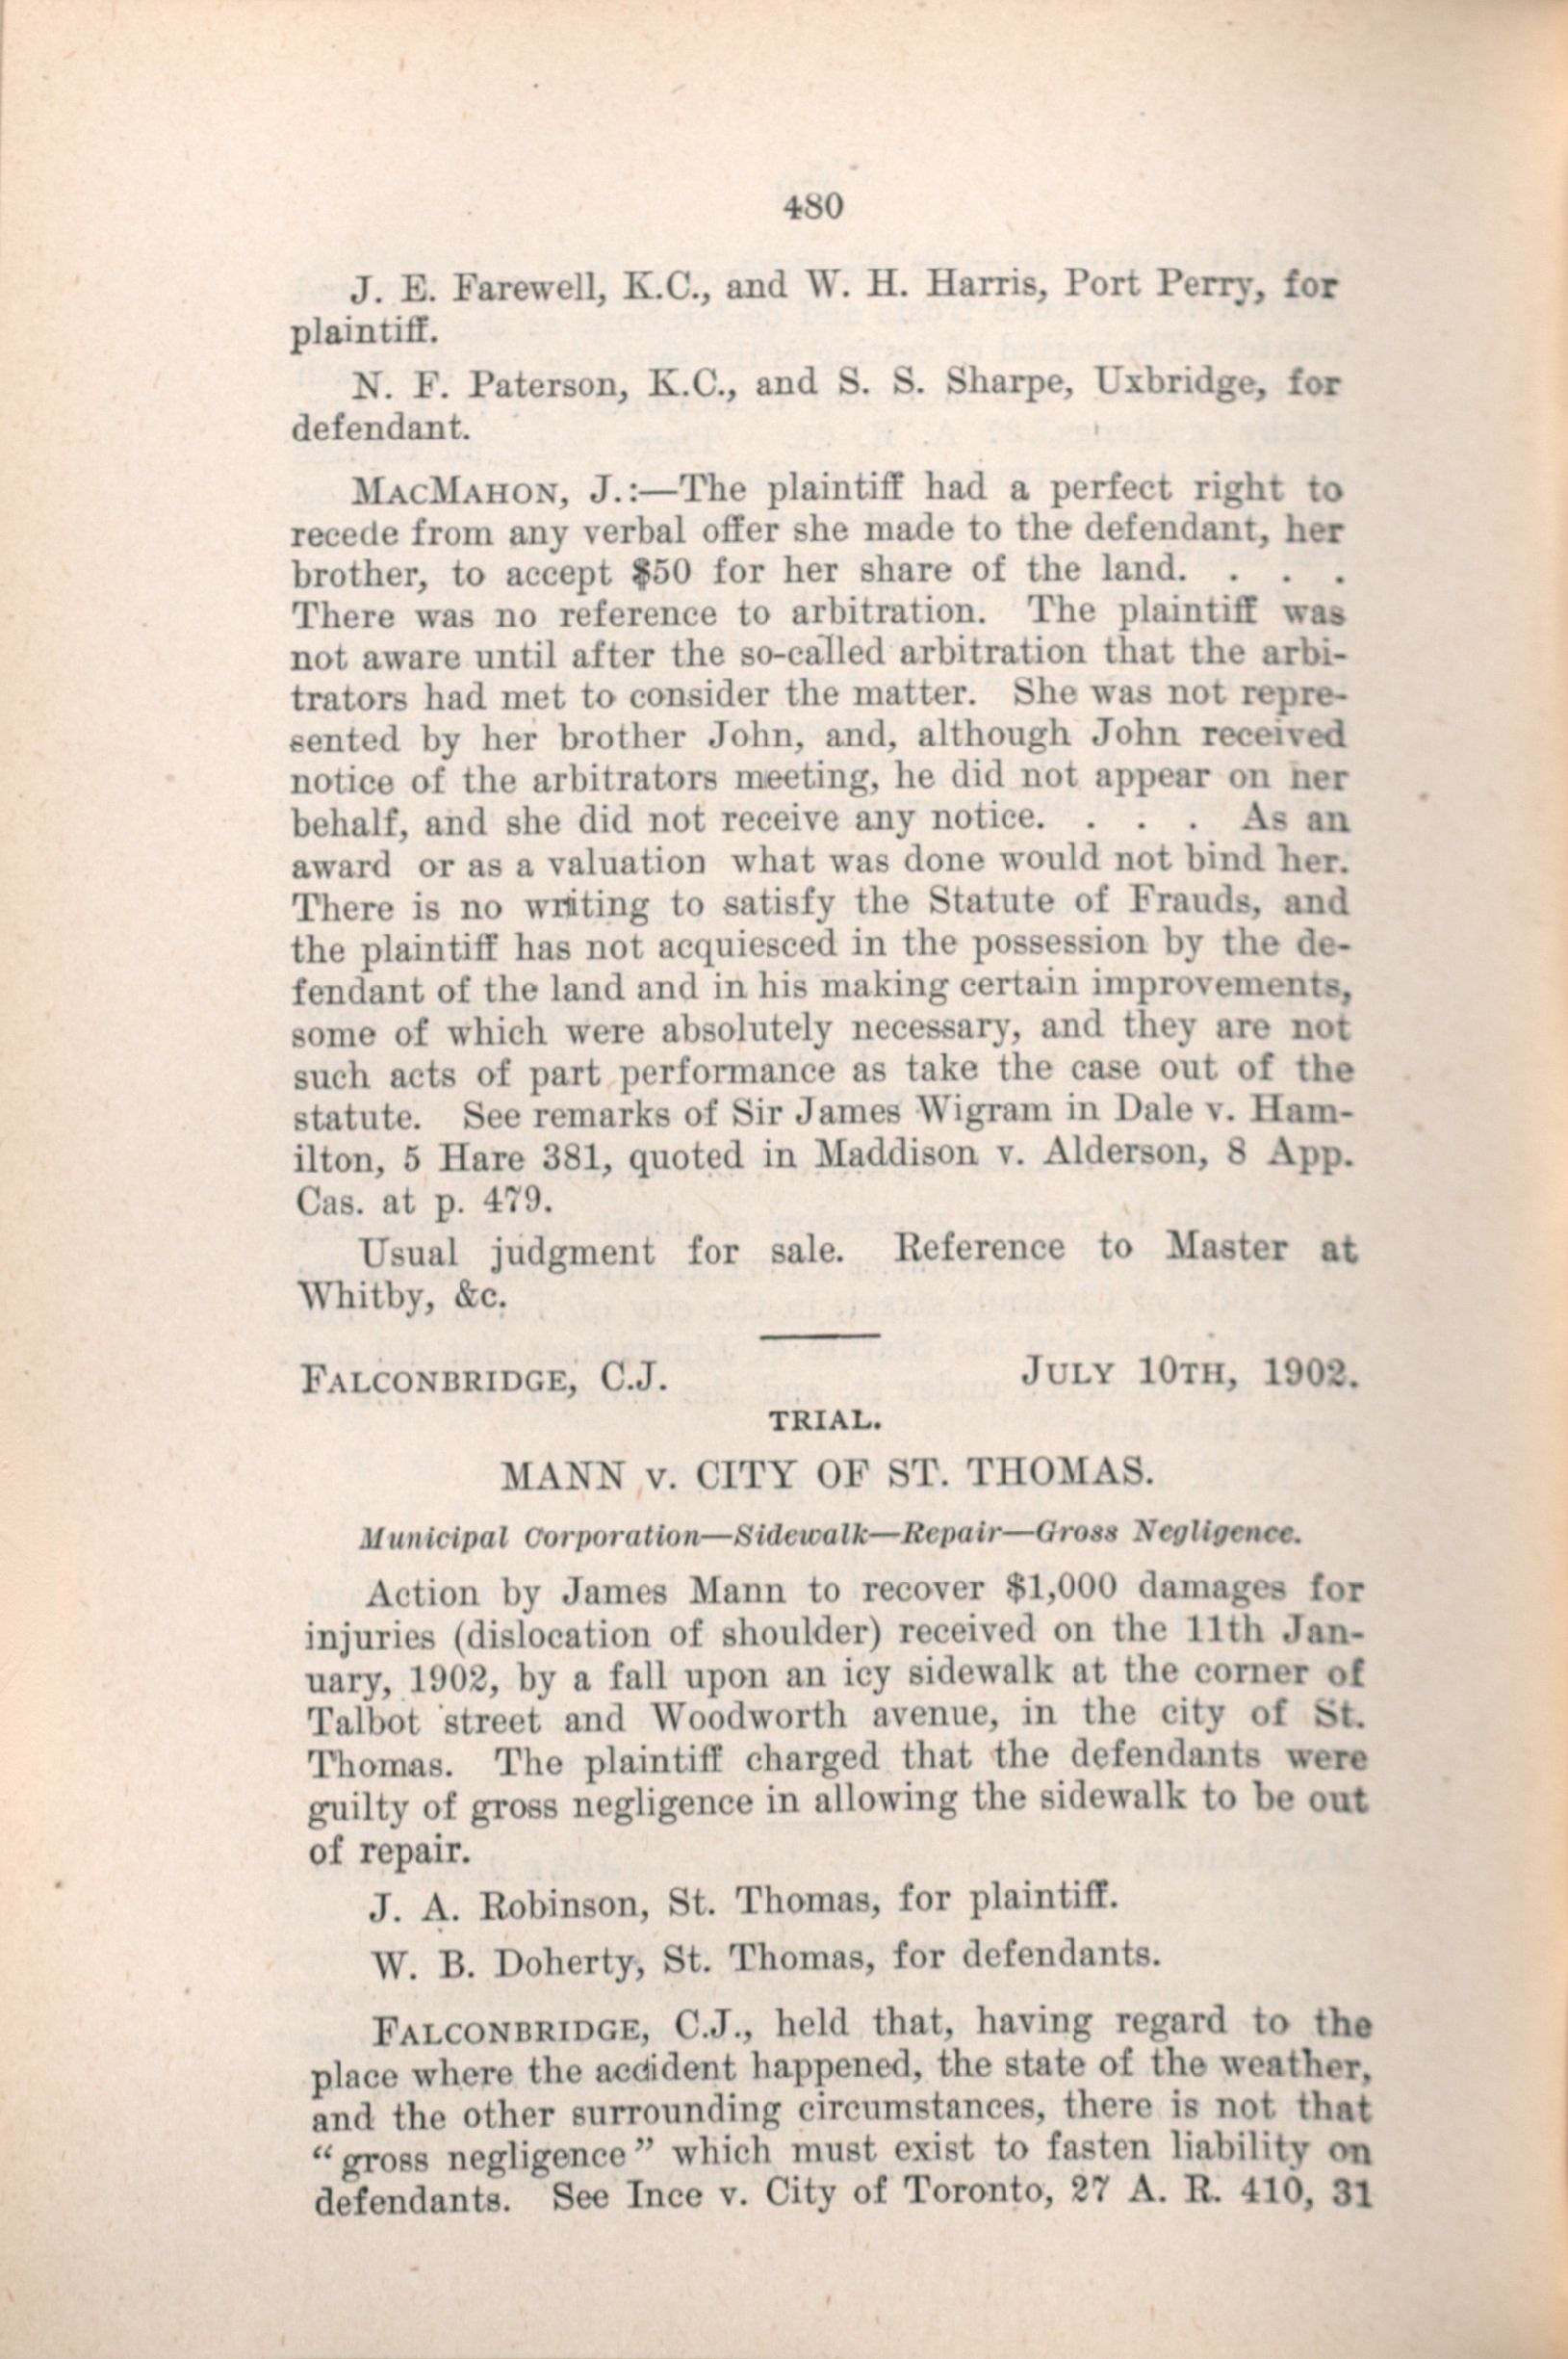 480
J. E. Farewell, K.C., and W. H. Harris, Port Perry, for
plaintiff.
N. F. Paterson, K.C., and S. S. Sharpe, Uxbridge, for
defendant.
MACMAHON, J.:—The plaintiff had a perfect right to
recede from any verbal offer she made to the defendant, her
brother, to accept $50 for her share of the land. . . .
There was no reference to arbitration. The plaintiff was
not aware until after the so-called arbitration that the arbi-
trators had met to consider the matter. She was not repre-
sented by her brother John, and, although John received
notice of the arbitrators meeting, he did not appear on her
behalf, and she did not receive any notice. . . . As an
award or as a valuation what was done would not bind her.
There is no writing to satisfy the Statute of Frauds, and
the plaintiff has not acquiesced in the possession by the de-
fendant of the land and in his making certain improvements,
some of which were absolutely necessary, and they are not
such acts of part performance as take the case out of the
statute. See remarks of Sir James Wigram in Dale v. Ham-
ilton, 5 Hare 381, quoted in Maddison v. Alderson, 8 App.
Cas. at p. 479.
Usual judgment for sale. Reference to Master at
Whitby, &c.
FALCONBRIDGE, C.J. JULY 10TH, 1902.
TRIAL.
MANN v. CITY OF ST. THOMAS.
Municipal Corporation—Sidewalk—Repair—Gross Negligence.
Action by James Mann to recover $1,000 damages for
injuries (dislocation of shoulder) received on the 11th Jan-
uary, 1902, by a fall upon an icy sidewalk at the corner of
Talbot street and Woodworth avenue, in the city of St.
Thomas. The plaintiff charged that the defendants were
guilty of gross negligence in allowing the sidewalk to be out
of repair.
J. A. Robinson, St. Thomas, for plaintiff.
W. B. Doherty, St. Thomas, for defendants.
FALCONBRIDGE, C.J., held that, having regard to the
place where the accident happened, the state of the weather,
and the other surrounding circumstances, there is not that
"gross negligence" which must exist to fasten liability on
defendants. See Ince v. City of Toronto, 27 A. R. 410, 31